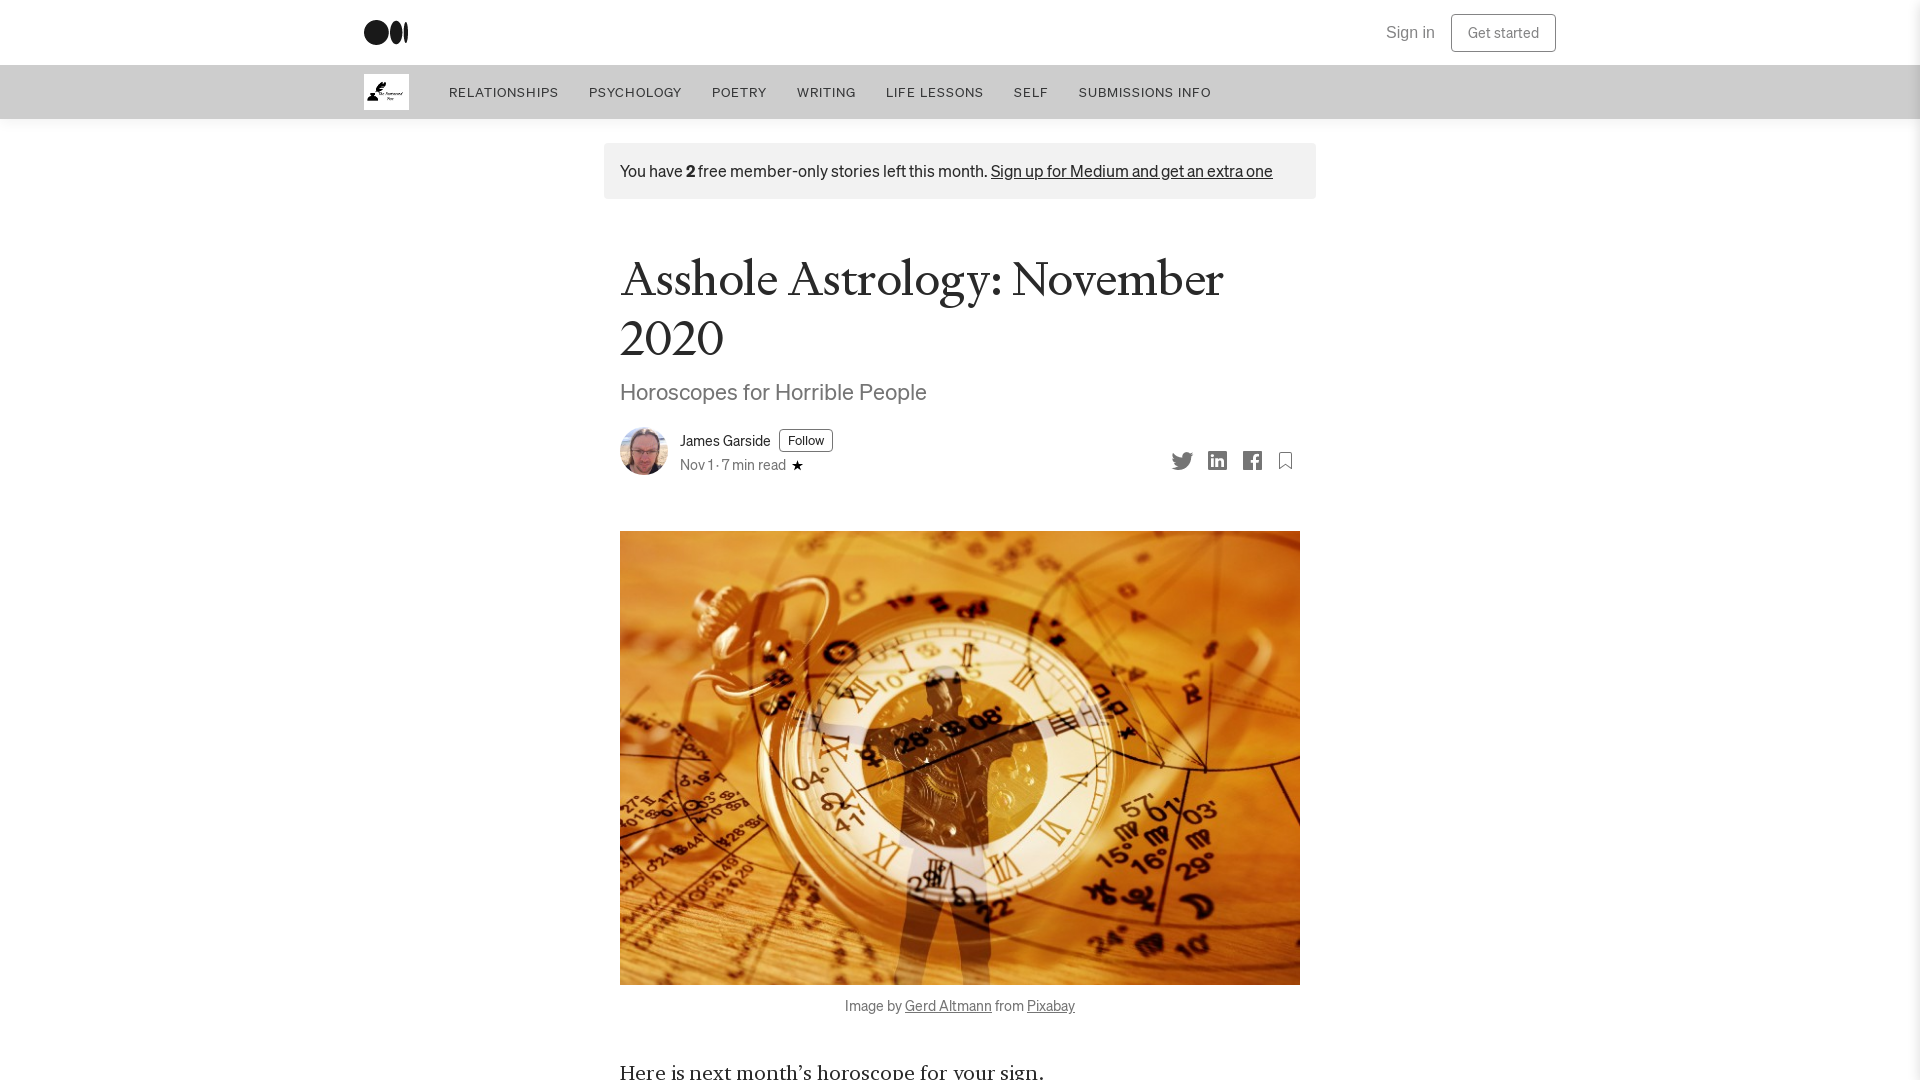 Sign in
Get started
RELATIONSHIPS
PSYCHOLOGY
POETRY
WRITING
LIFE LESSONS
SELF
SUBMISSIONS INFO
You have 2 free member-only stories left this month. Sign up for Medium and get an extra one
Asshole Astrology: November
2020
Horoscopes for Horrible People
James Garside
Follow
Nov 1 · 7 min read ★
Image by Gerd Altmann from Pixabay
Here is next month’s horoscope for your sign.